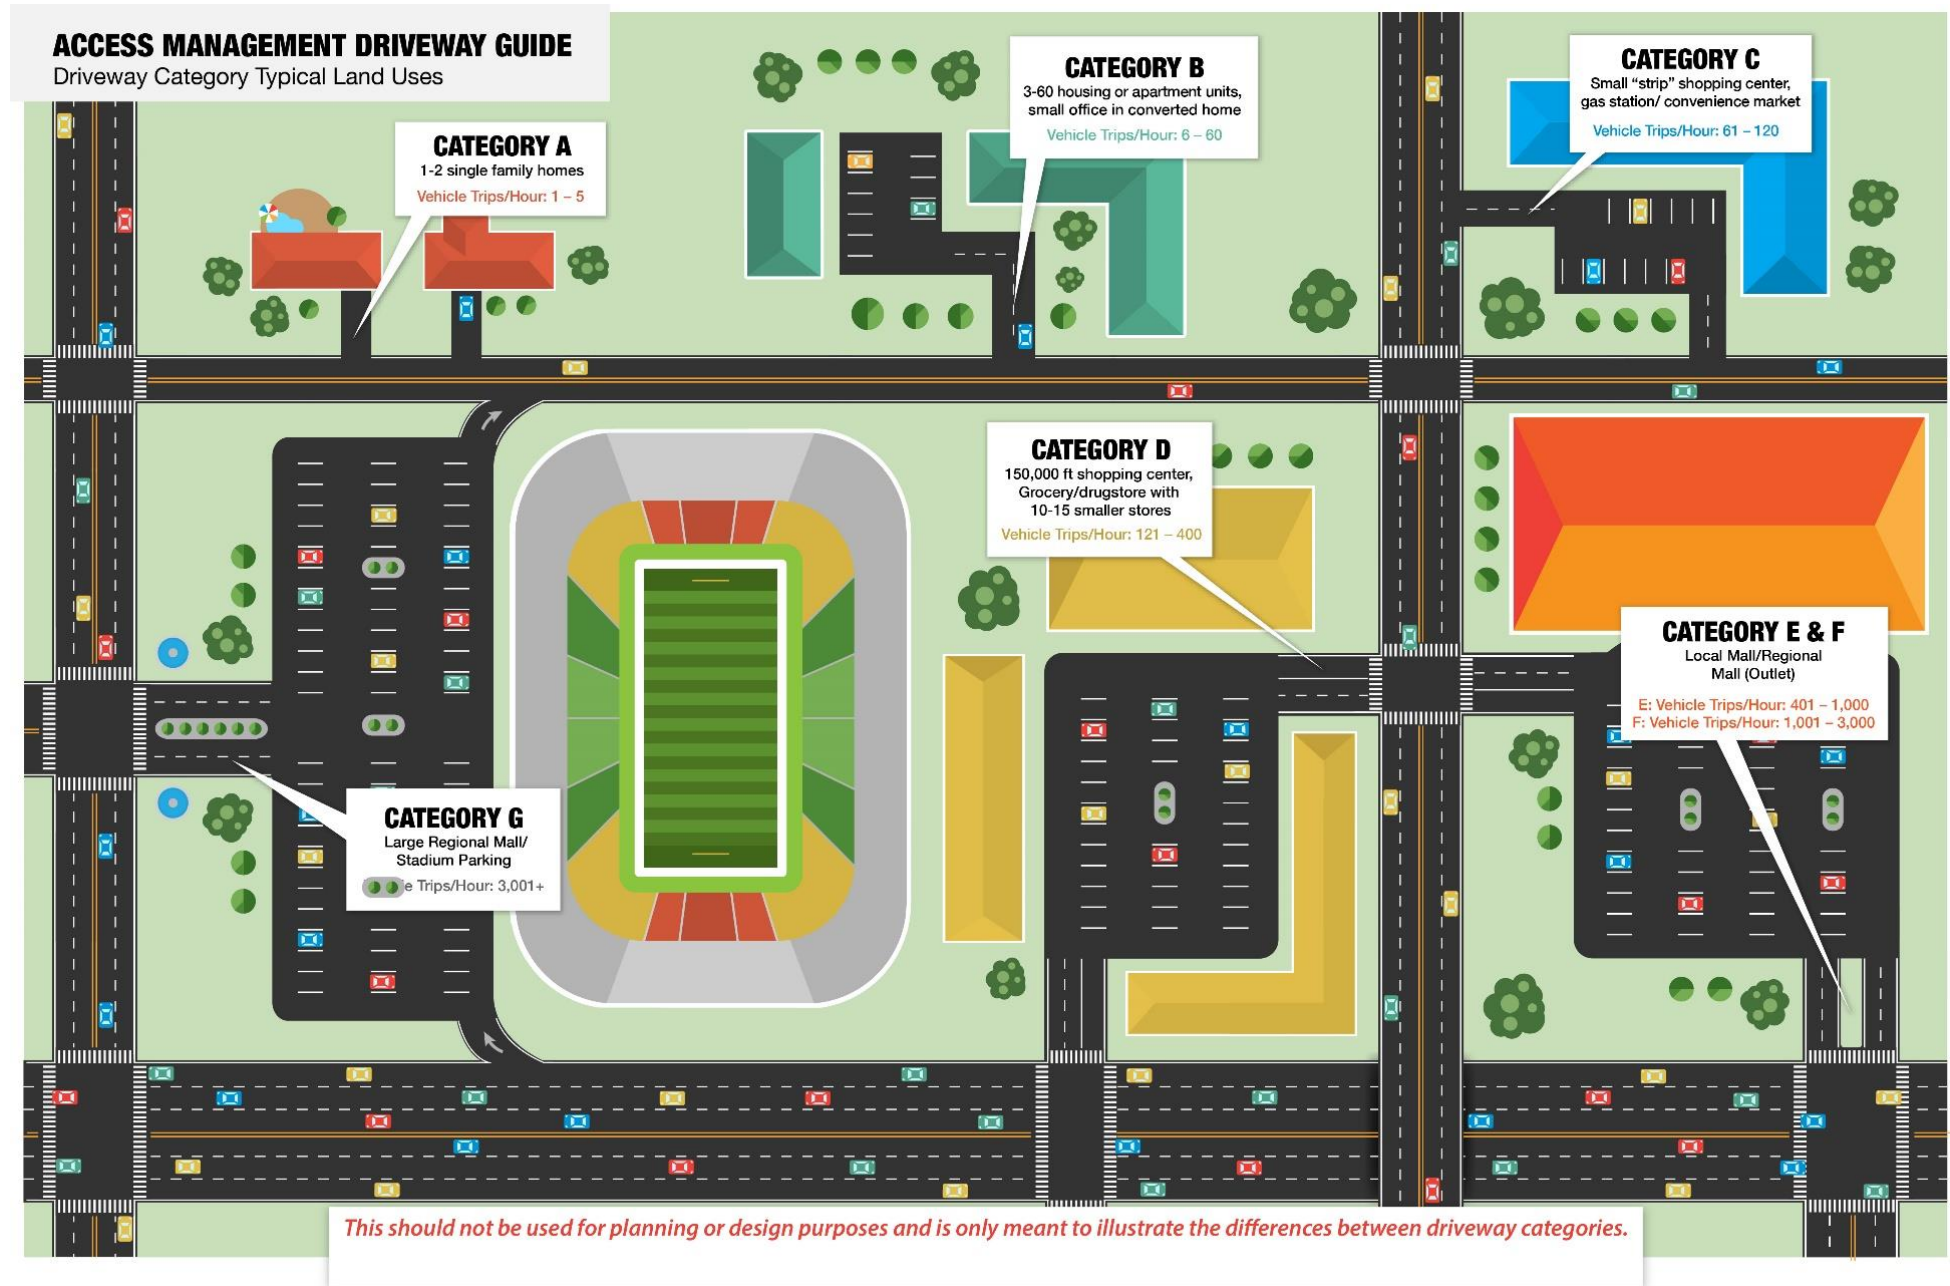 ACCESS MANAGEMENT DRIVEWAY GUIDE
Driveway Category Typical Land Uses
CATEGORY A
1-2 single family homes
Vehicle Trips/Hour: 1 – 5
CATEGORY B
3-60 housing or apartment units,
small office in converted home
Vehicle Trips/Hour: 6 – 60
CATEGORY C
Small “strip” shopping center,
gas station/ convenience market
Vehicle Trips/Hour: 61 – 120
CATEGORY D
150,000 ft shopping center,
Grocery/drugstore with
10-15 smaller stores
Vehicle Trips/Hour: 121 – 400
CATEGORY E & F
Local Mall/Regional
Mall (Outlet)
E: Vehicle Trips/Hour: 401 – 1,000
F: Vehicle Trips/Hour: 1,001 – 3,000
CATEGORY G
Large Regional Mall/
Stadium Parking
Trips/Hour: 3,001+
This should not be used for planning or design purposes and is only meant to illustrate the differences between driveway categories.